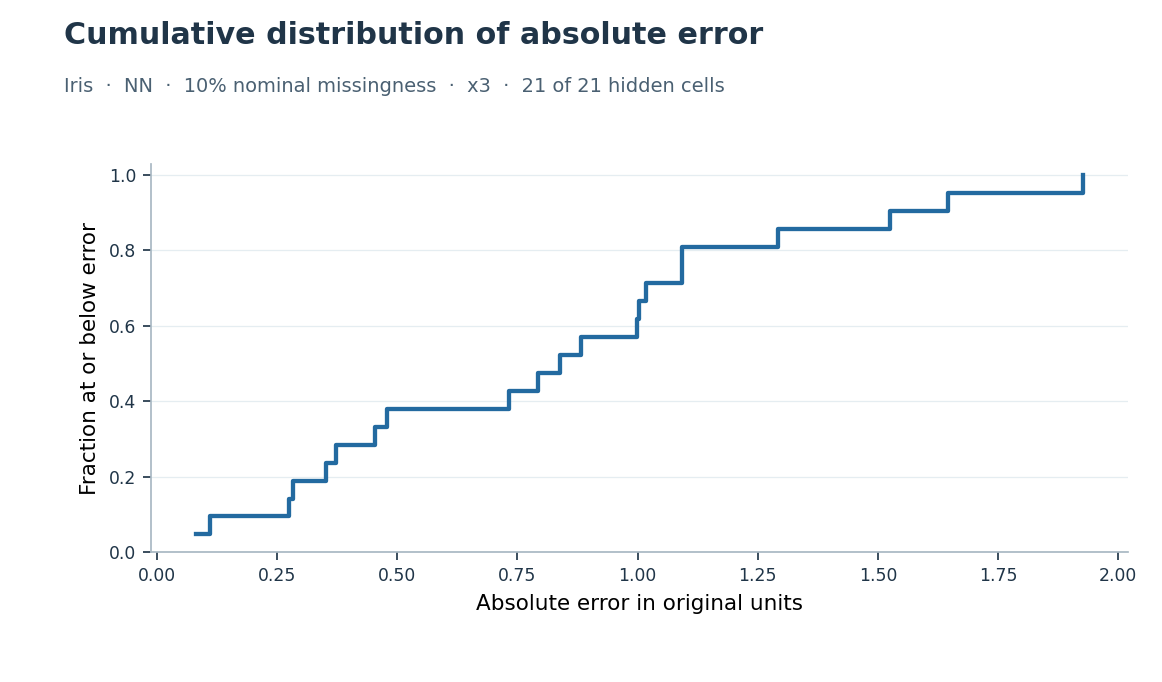 Cumulative distribution of absolute error
Iris · NN · 10% nominal missingness · x3 · 21 of 21 hidden cells
Fraction at or below error
1.0
0.8
0.6
0.4
0.2
0.0
0.00 0.25 0.50 0.75 1.00 1.25 1.50 1.75 2.00
Absolute error in original units